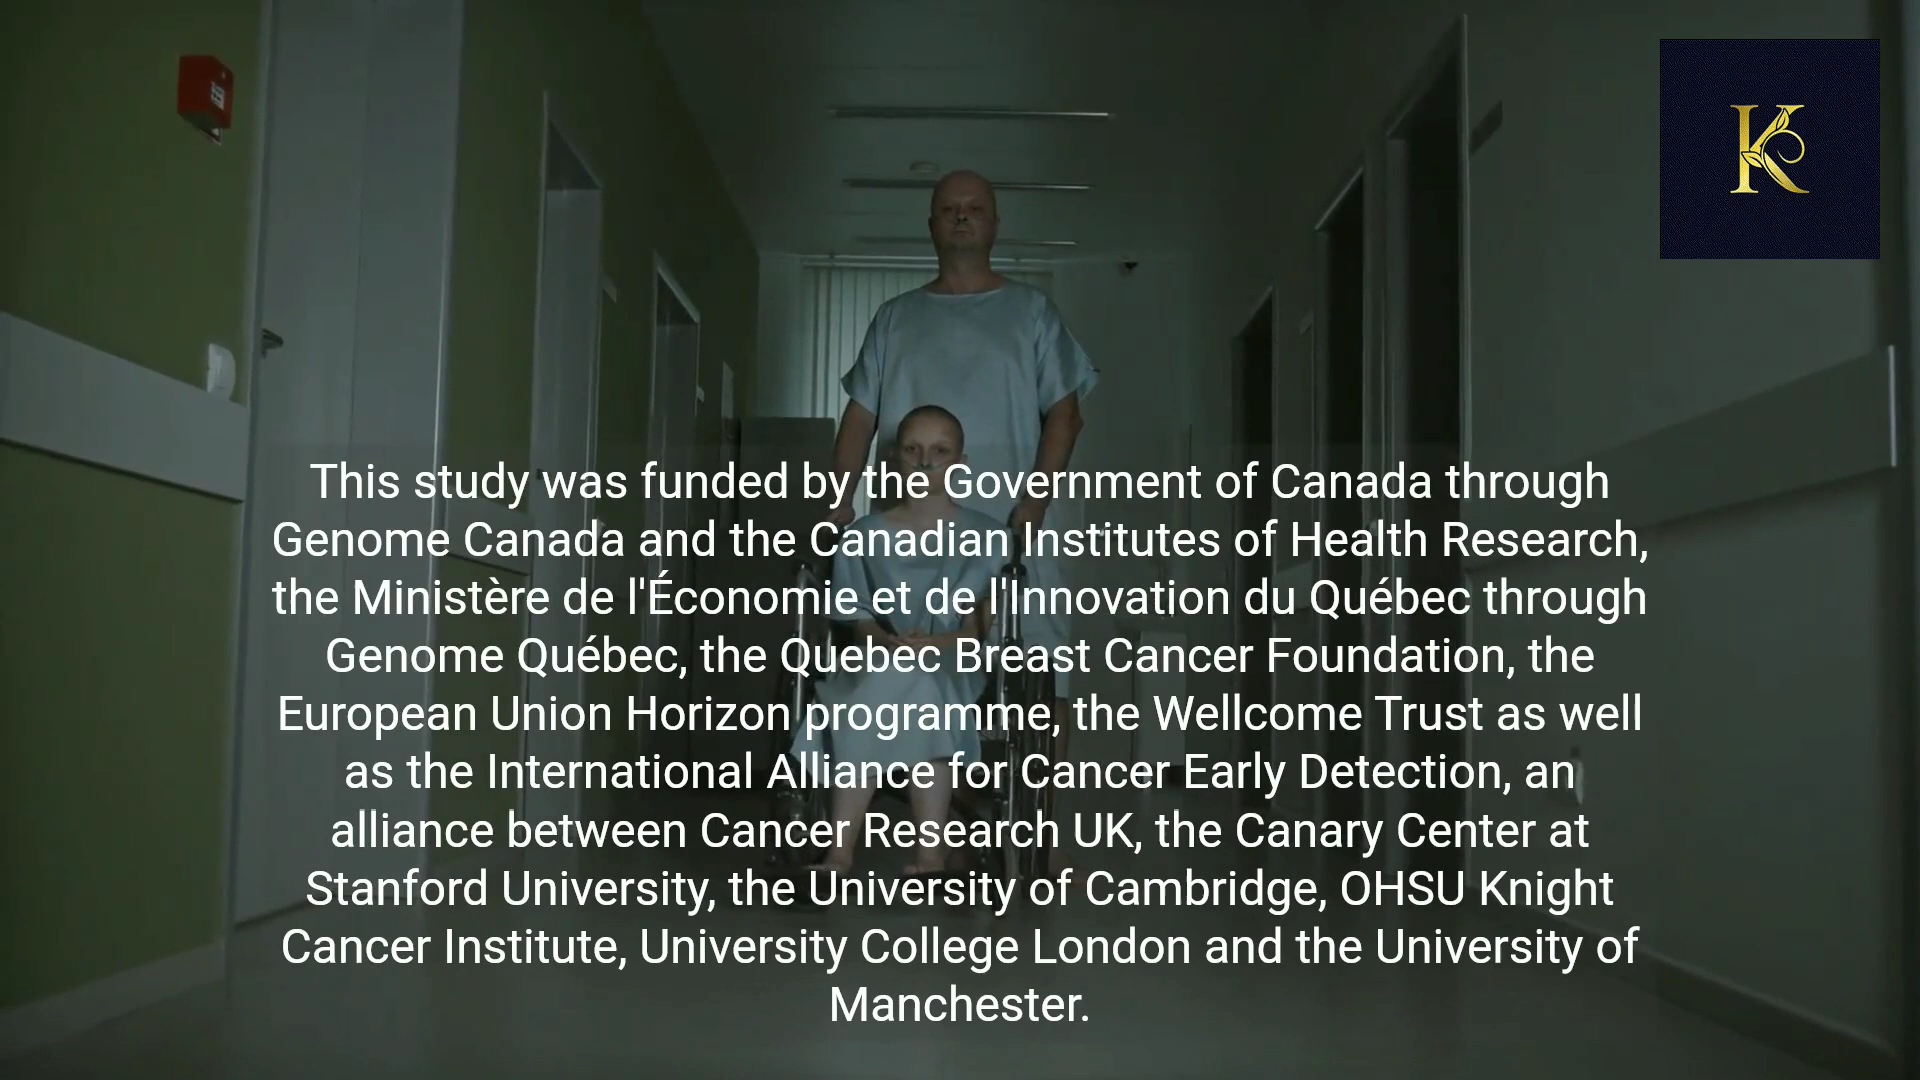 K
This study was funded by the Government of Canada through
Genome Canada and the Canadian Institutes of Health Research,
the Ministère de l'Économie et de l'Innovation du Québec through
Genome Québec, the Quebec Breast Cancer Foundation, the
European Union Horizon programme, the Wellcome Trust as well
as the International Alliance for Cancer Early Detection, an
alliance between Cancer Research UK, the Canary Center at
Stanford University, the University of Cambridge, OHSU Knight
Cancer Institute, University College London and the University of
Manchester.